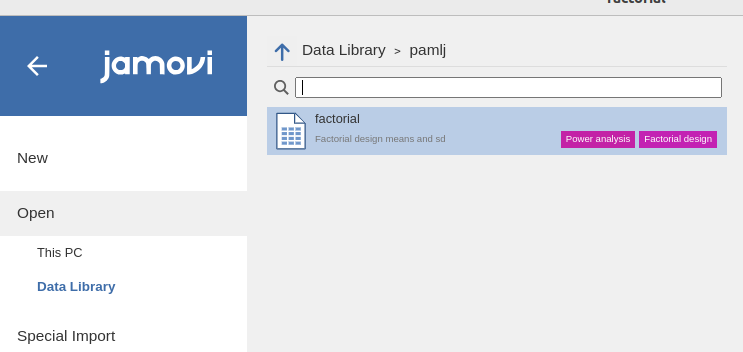 factorial
jamovi
Data Library > pamlj
factorial
Factorial design means and sd
Power analysis
Factorial design
New
Open
This PC
Data Library
Special Import